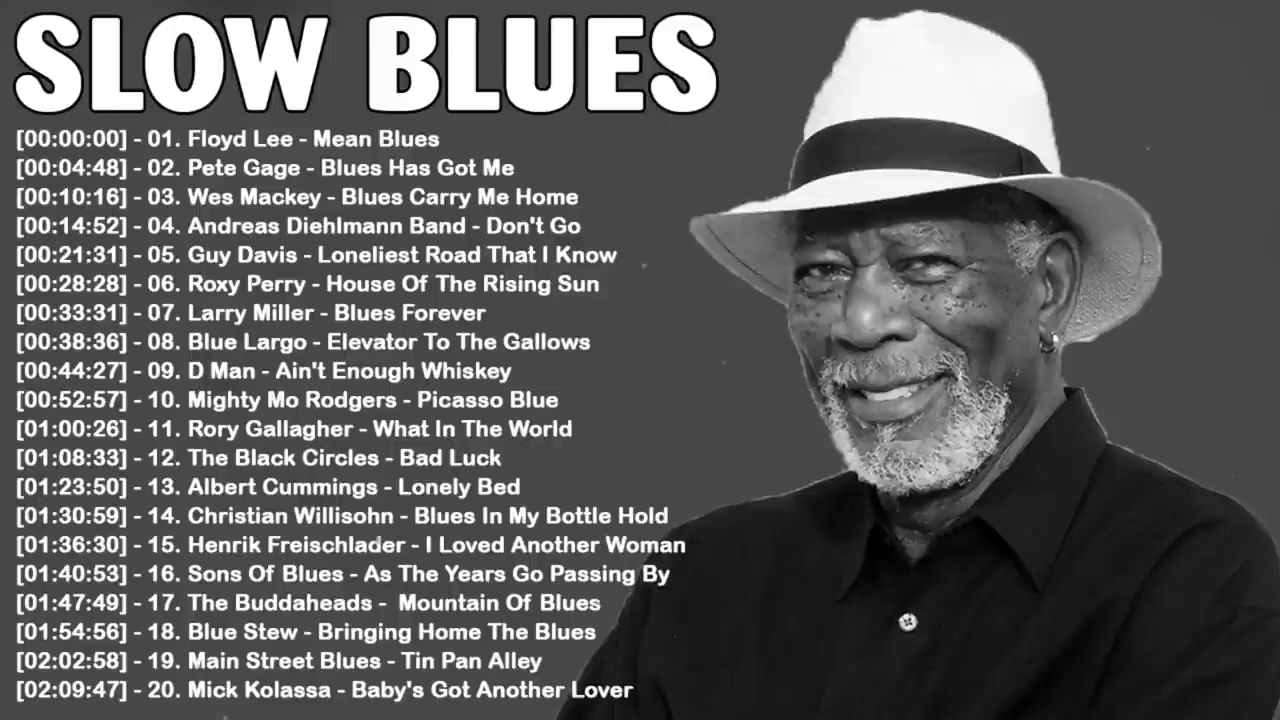 SLOW BLUES
[00:00:00] - 01. Floyd Lee - Mean Blues
[00:04:48] - 02. Pete Gage - Blues Has Got Me
[00:10:16] - 03. Wes Mackey - Blues Carry Me Home
[00:14:52] - 04. Andreas Diehlmann Band - Don't Go
[00:21:31] - 05. Guy Davis - Loneliest Road That I Know
[00:28:28] - 06. Roxy Perry - House Of The Rising Sun
[00:33:31] - 07. Larry Miller - Blues Forever
[00:38:36] - 08. Blue Largo - Elevator To The Gallows
[00:44:27] - 09. D Man - Ain't Enough Whiskey
[00:52:57] - 10. Mighty Mo Rodgers - Picasso Blue
[01:00:26] - 11. Rory Gallagher - What In The World
[01:08:33] - 12. The Black Circles - Bad Luck
[01:23:50] - 13. Albert Cummings - Lonely Bed
[01:30:59] - 14. Christian Willisohn - Blues In My Bottle Hold
[01:36:30] - 15. Henrik Freischlader - I Loved Another Woman
[01:40:53] - 16. Sons Of Blues - As The Years Go Passing By
[01:47:49] - 17. The Buddaheads -  Mountain Of Blues
[01:54:56] - 18. Blue Stew - Bringing Home The Blues
[02:02:58] - 19. Main Street Blues - Tin Pan Alley
[02:09:47] - 20. Mick Kolassa - Baby's Got Another Lover